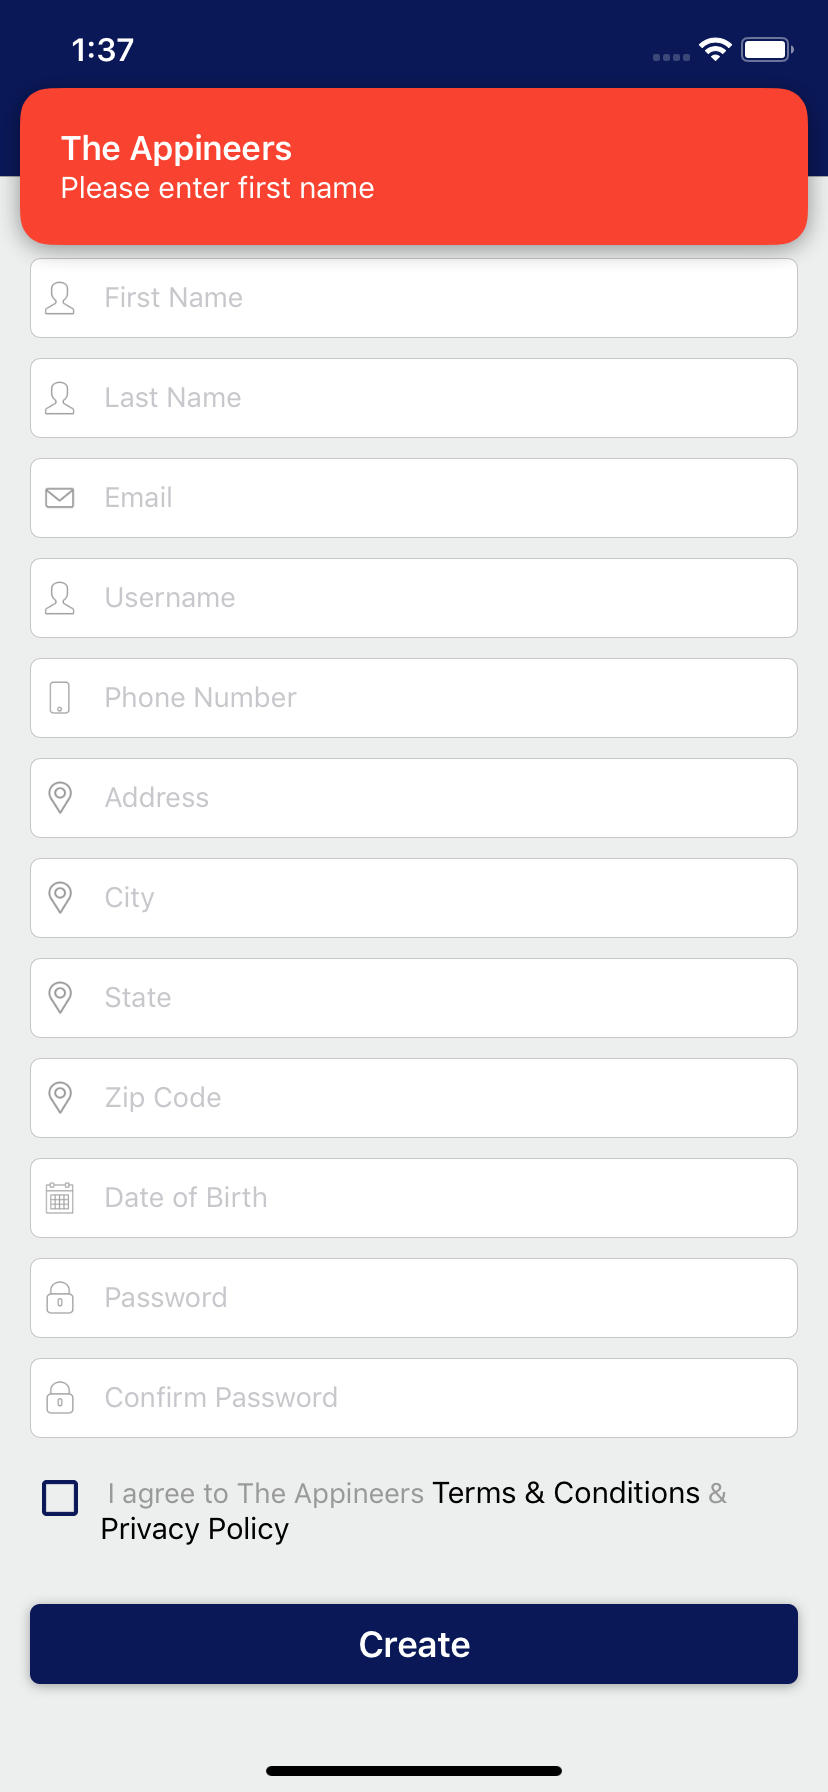 1:37
The Appineers
Please enter first name
First Name
Last Name
Email
Username
Phone Number
Address
City
State
Zip Code
Date of Birth
Password
Confirm Password
I agree to The Appineers Terms & Conditions &
Privacy Policy
Create